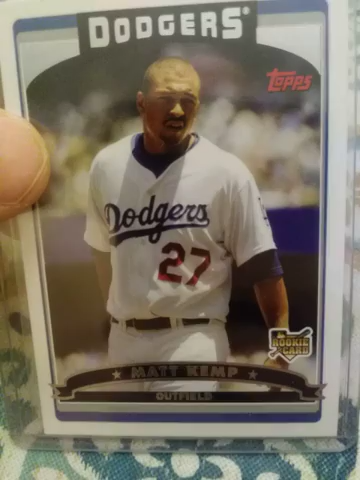 DODGERS®
Topps
Dodgers
27
ROOKIE
CARD
MATT KEMP
OUTFIELD